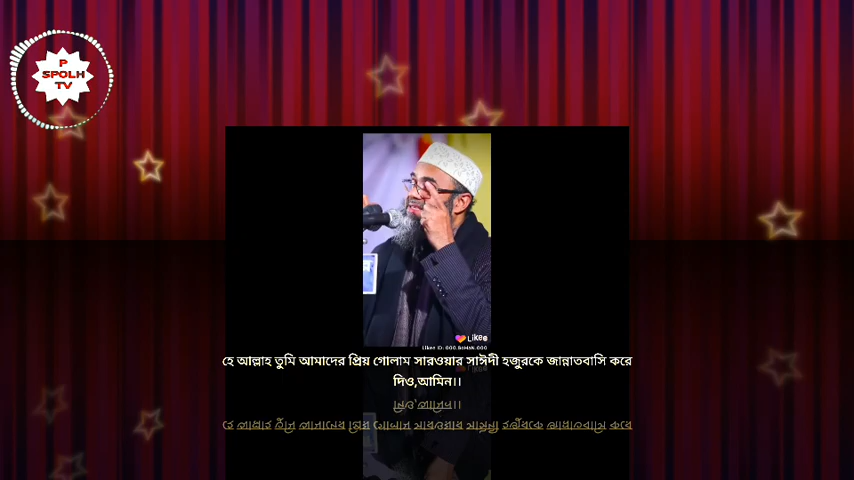 P
SPOLH
TV
Likee
হে আল্লাহ তুমি আমাদের প্রিয় গোলাম সারওয়ার সাঈদী হুজুরকে জান্নাতবাসি করে
দিও,আমিন।।